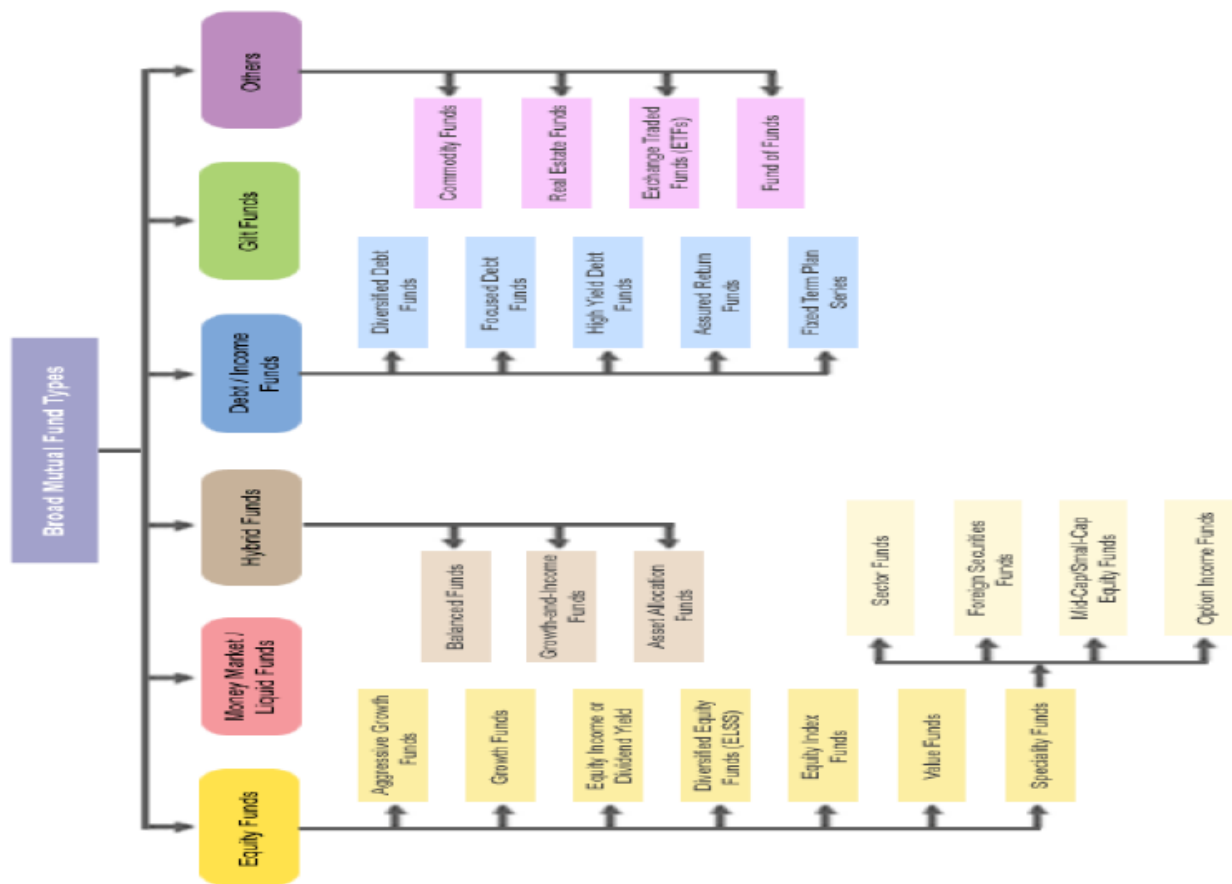 Broad Mutual Fund Types
Equity Funds
Money Market /
Liquid Funds
Hybrid Funds
Debt / Income
Funds
Gilt Funds
Others
Aggressive Growth
Funds
Growth Funds
Equity Income or
Dividend Yield
Diversified Equity
Funds (ELSS)
Equity Index
Funds
Value Funds
Speciality Funds
Sector Funds
Foreign Securities
Funds
Mid-Cap/Small-Cap
Equity Funds
Option Income Funds
Balanced Funds
Growth-and-Income
Funds
Asset Allocation
Funds
Diversified Debt
Funds
Focused Debt
Funds
High Yield Debt
Funds
Assured Return
Funds
Fixed Term Plan
Series
Commodity Funds
Real Estate Funds
Exchange Traded
Funds (ETFs)
Fund of Funds